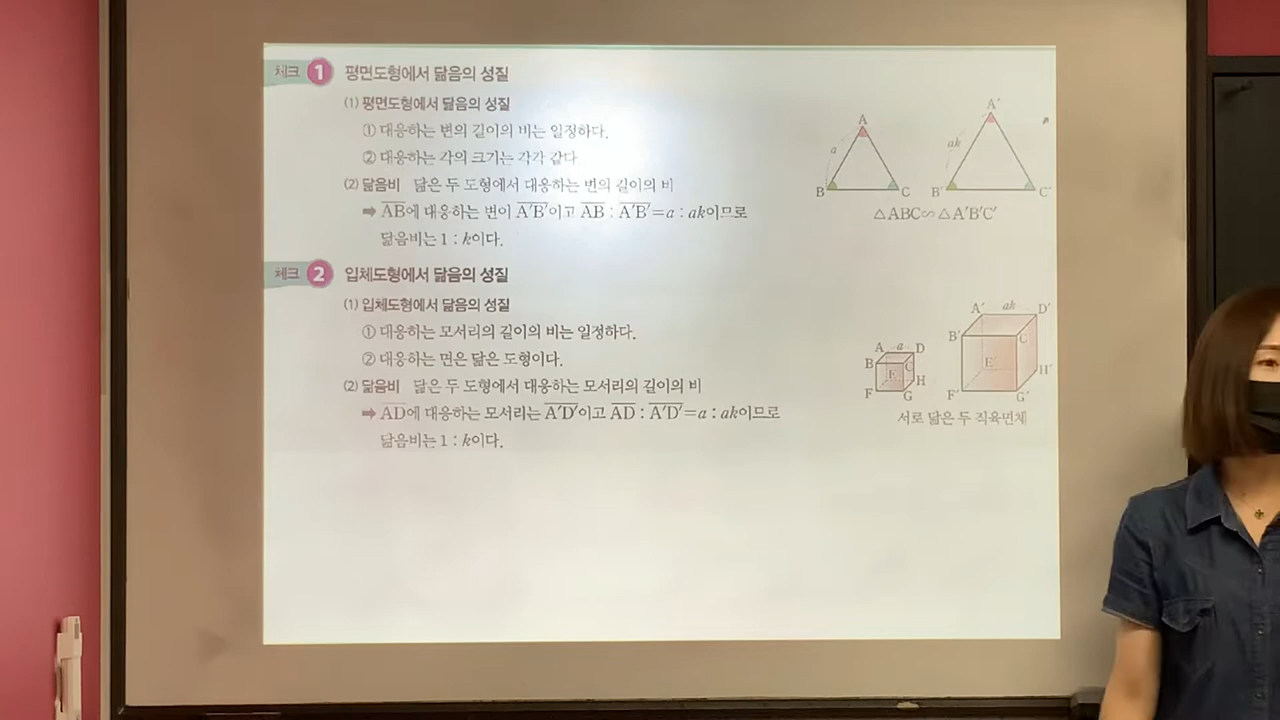 체크 1 평면도형에서 닮음의 성질
(1) 평면도형에서 닮음의 성질
① 대응하는 변의 길이의 비는 일정하다.
② 대응하는 각의 크기는 각각 같다.
(2) 닮음비 닮은 두 도형에서 대응하는 변의 길이의 비
➡ A̅B̅에 대응하는 변이 A̅'̅B̅'̅이고 A̅B̅ : A̅'̅B̅'̅=a : ak이므로
닮음비는 1 : k이다.
A
a
B
C
A'
ak
B'
C'
△ABC∽△A'B'C'
체크 2 입체도형에서 닮음의 성질
(1) 입체도형에서 닮음의 성질
① 대응하는 모서리의 길이의 비는 일정하다.
② 대응하는 면은 닮은 도형이다.
(2) 닮음비 닮은 두 도형에서 대응하는 모서리의 길이의 비
➡ A̅D̅에 대응하는 모서리는 A̅'̅D̅'̅이고 A̅D̅ : A̅'̅D̅'̅=a : ak이므로
닮음비는 1 : k이다.
A a D
B C
E H
F G
A' ak D'
B' C'
E' H'
F' G'
서로 닮은 두 직육면체